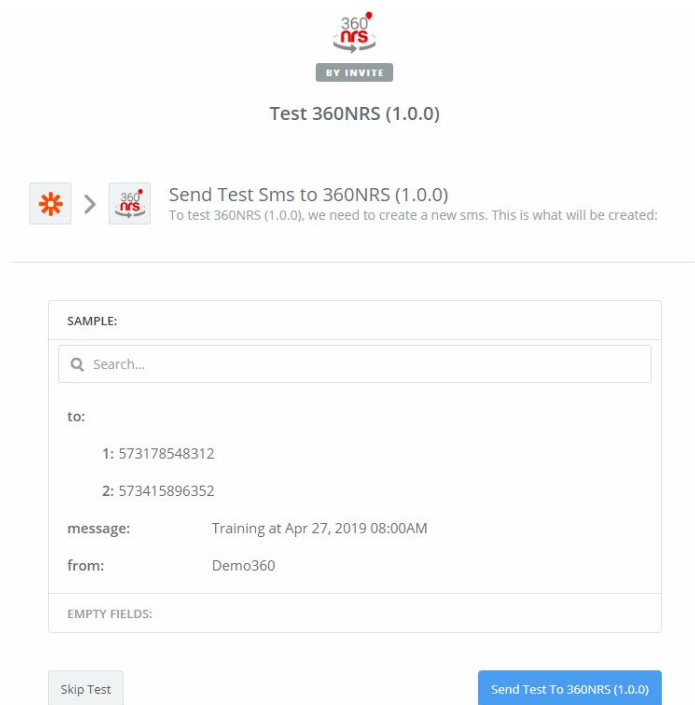 360
nrs
BY INVITE
Test 360NRS (1.0.0)
360
nrs
Send Test Sms to 360NRS (1.0.0)
To test 360NRS (1.0.0), we need to create a new sms. This is what will be created:
SAMPLE:
Search...
to:
1: 573178548312
2: 573415896352
message: Training at Apr 27, 2019 08:00AM
from: Demo360
EMPTY FIELDS:
Skip Test
Send Test To 360NRS (1.0.0)